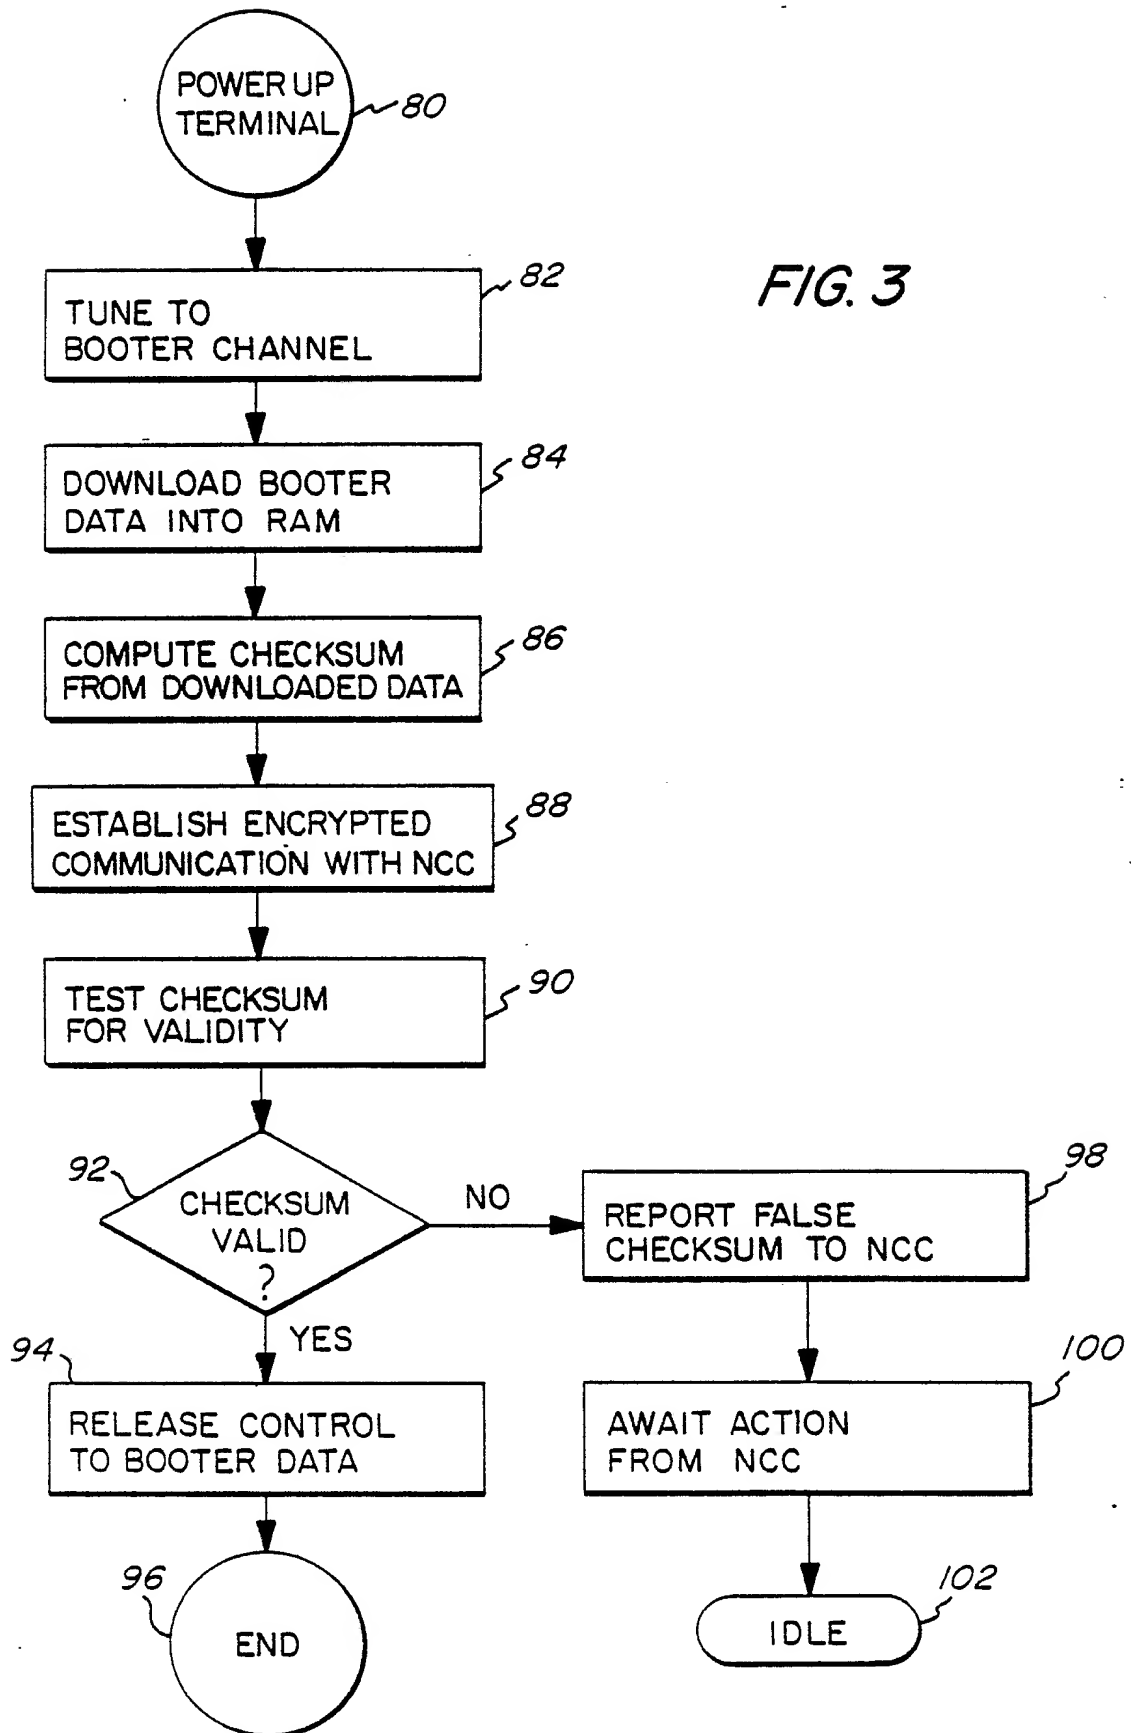 POWER UP
TERMINAL
80
82
FIG. 3
TUNE TO
BOOTER CHANNEL
84
DOWNLOAD BOOTER
DATA INTO RAM
86
COMPUTE CHECKSUM
FROM DOWNLOADED DATA
88
ESTABLISH ENCRYPTED
COMMUNICATION WITH NCC
90
TEST CHECKSUM
FOR VALIDITY
92
CHECKSUM
VALID
?
NO
98
REPORT FALSE
CHECKSUM TO NCC
YES
94
RELEASE CONTROL
TO BOOTER DATA
100
AWAIT ACTION
FROM NCC
96
END
102
IDLE